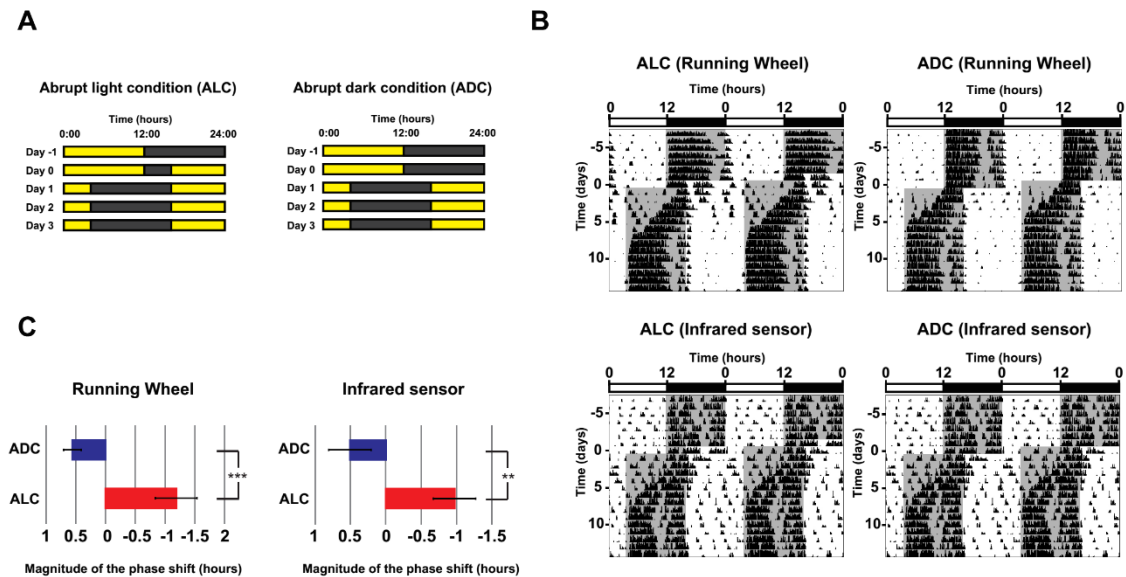 A
Abrupt light condition (ALC)
Time (hours)
0:00 12:00 24:00
Day -1
Day 0
Day 1
Day 2
Day 3
Abrupt dark condition (ADC)
Time (hours)
0:00 12:00 24:00
Day -1
Day 0
Day 1
Day 2
Day 3
B
ALC (Running Wheel)
Time (hours)
0 12 0 12 0
Time (days)
-5
0
5
10
ADC (Running Wheel)
Time (hours)
0 12 0 12 0
Time (days)
-5
0
5
10
ALC (Infrared sensor)
Time (hours)
0 12 0 12 0
Time (days)
-5
0
5
10
ADC (Infrared sensor)
Time (hours)
0 12 0 12 0
Time (days)
-5
0
5
10
C
Running Wheel
ADC
ALC
***
1 0.5 0 -0.5 -1 -1.5 2
Magnitude of the phase shift (hours)
Infrared sensor
ADC
ALC
**
1 0.5 0 -0.5 -1 -1.5
Magnitude of the phase shift (hours)